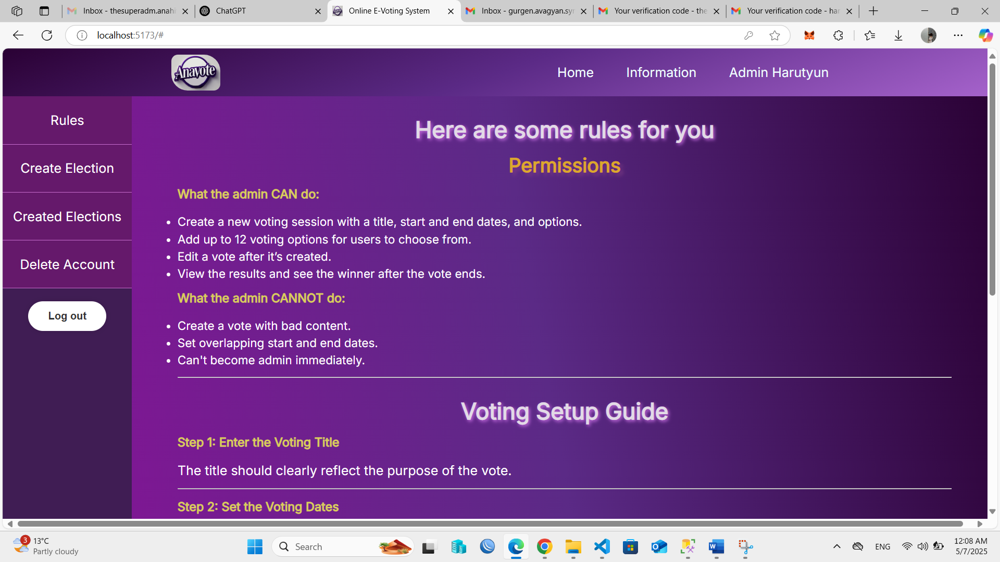 Inbox - thesuperadm.anahi
ChatGPT
Online E-Voting System
Inbox - gurgen.avagyan.syn
Your verification code - the
Your verification code - har
localhost:5173/#
Anavote
Home
Information
Admin Harutyun
Rules
Create Election
Created Elections
Delete Account
Log out
Here are some rules for you
Permissions
What the admin CAN do:
• Create a new voting session with a title, start and end dates, and options.
• Add up to 12 voting options for users to choose from.
• Edit a vote after it’s created.
• View the results and see the winner after the vote ends.
What the admin CANNOT do:
• Create a vote with bad content.
• Set overlapping start and end dates.
• Can't become admin immediately.
Voting Setup Guide
Step 1: Enter the Voting Title
The title should clearly reflect the purpose of the vote.
Step 2: Set the Voting Dates
3
13°C
Partly cloudy
Search
ENG
12:08 AM
5/7/2025